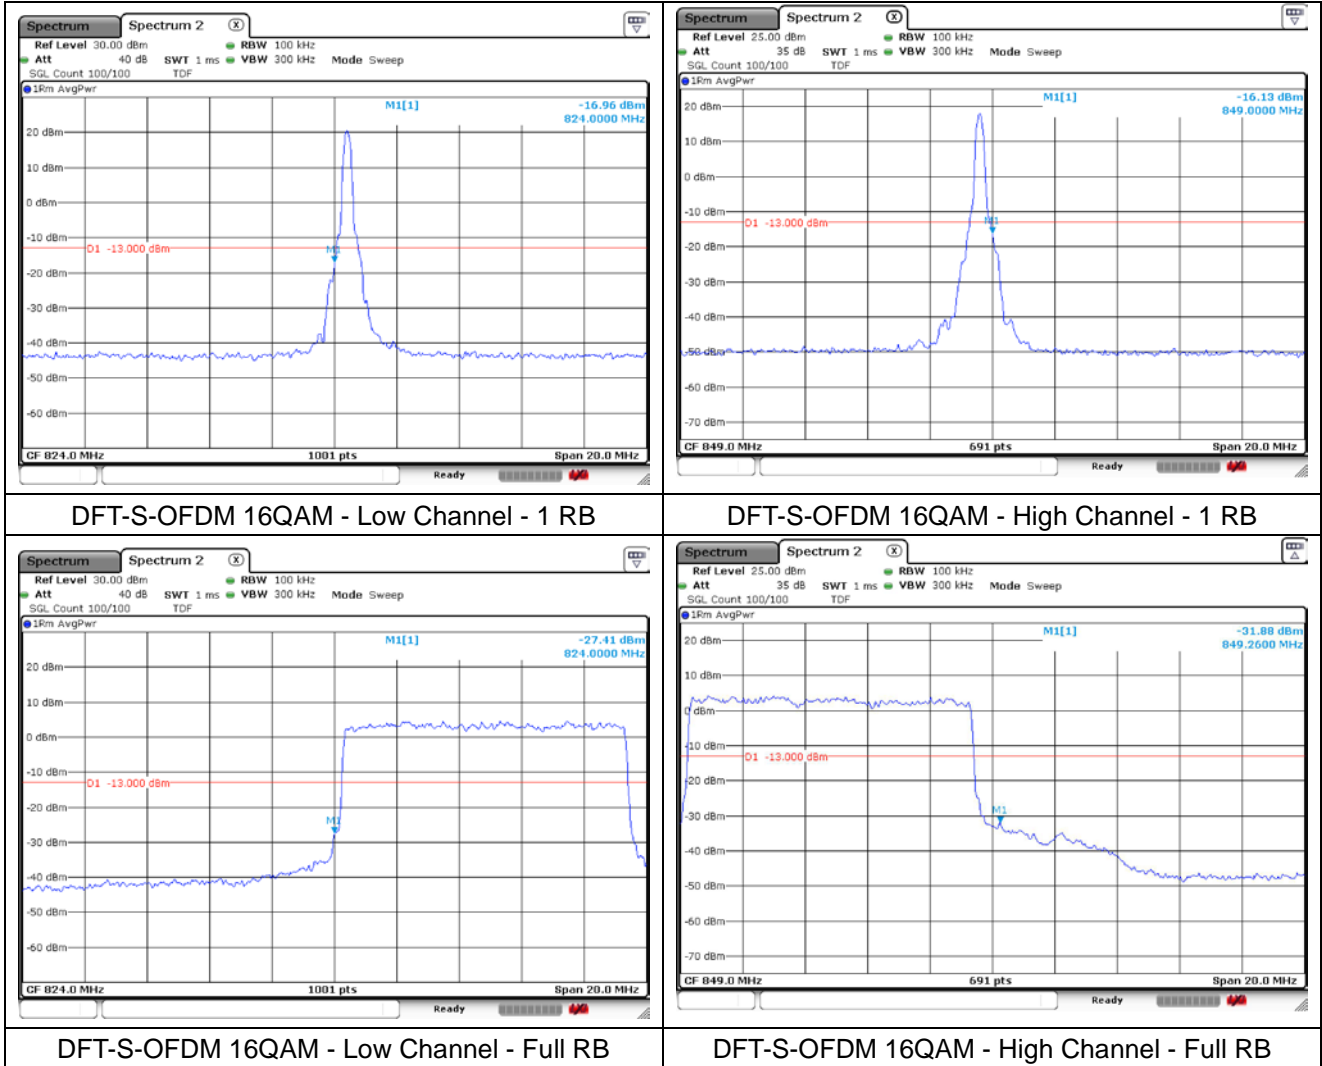 Spectrum Spectrum 2 X
Ref Level 30.00 dBm RBW 100 kHz
Att 40 dB SWT 1 ms VBW 300 kHz Mode Sweep
SGL Count 100/100 TDF
1Rm AvgPwr
M1[1] -16.96 dBm
824.0000 MHz
20 dBm
10 dBm
0 dBm
-10 dBm
D1 -13.000 dBm
M1
-20 dBm
-30 dBm
-40 dBm
-50 dBm
-60 dBm
CF 824.0 MHz 1001 pts Span 20.0 MHz
Ready
DFT-S-OFDM 16QAM - Low Channel - 1 RB
Spectrum Spectrum 2 X
Ref Level 25.00 dBm RBW 100 kHz
Att 35 dB SWT 1 ms VBW 300 kHz Mode Sweep
SGL Count 100/100 TDF
1Rm AvgPwr
M1[1] -16.13 dBm
849.0000 MHz
20 dBm
10 dBm
0 dBm
-10 dBm
D1 -13.000 dBm
M1
-20 dBm
-30 dBm
-40 dBm
-50 dBm
-60 dBm
-70 dBm
CF 849.0 MHz 691 pts Span 20.0 MHz
Ready
DFT-S-OFDM 16QAM - High Channel - 1 RB
Spectrum Spectrum 2 X
Ref Level 30.00 dBm RBW 100 kHz
Att 40 dB SWT 1 ms VBW 300 kHz Mode Sweep
SGL Count 100/100 TDF
1Rm AvgPwr
M1[1] -27.41 dBm
824.0000 MHz
20 dBm
10 dBm
0 dBm
-10 dBm
D1 -13.000 dBm
-20 dBm
M1
-30 dBm
-40 dBm
-50 dBm
-60 dBm
CF 824.0 MHz 1001 pts Span 20.0 MHz
Ready
DFT-S-OFDM 16QAM - Low Channel - Full RB
Spectrum Spectrum 2 X
Ref Level 25.00 dBm RBW 100 kHz
Att 35 dB SWT 1 ms VBW 300 kHz Mode Sweep
SGL Count 100/100 TDF
1Rm AvgPwr
M1[1] -31.88 dBm
849.2600 MHz
20 dBm
10 dBm
0 dBm
-10 dBm
D1 -13.000 dBm
-20 dBm
M1
-30 dBm
-40 dBm
-50 dBm
-60 dBm
-70 dBm
CF 849.0 MHz 691 pts Span 20.0 MHz
Ready
DFT-S-OFDM 16QAM - High Channel - Full RB